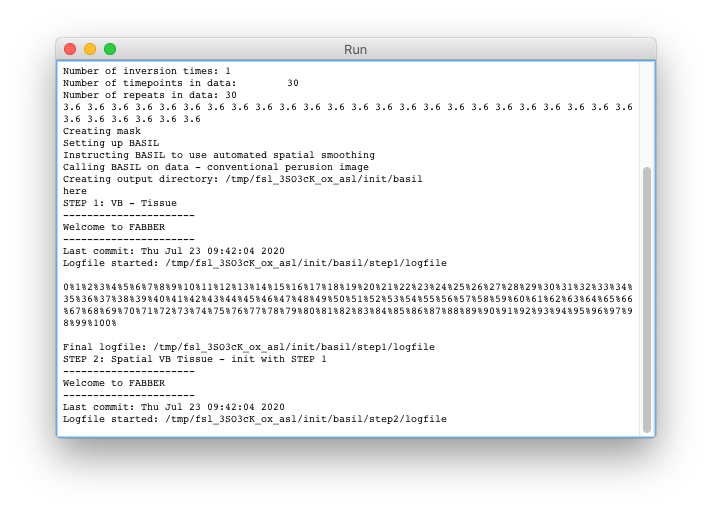 Run
Number of inversion times: 1
Number of timepoints in data:        30
Number of repeats in data: 30
3.6 3.6 3.6 3.6 3.6 3.6 3.6 3.6 3.6 3.6 3.6 3.6 3.6 3.6 3.6 3.6 3.6 3.6 3.6 3.6 3.6 3.6 3.6 3.6
3.6 3.6 3.6 3.6 3.6 3.6
Creating mask
Setting up BASIL
Instructing BASIL to use automated spatial smoothing
Calling BASIL on data - conventional perusion image
Creating output directory: /tmp/fsl_3SO3cK_ox_asl/init/basil
here
STEP 1: VB - Tissue
----------------------
Welcome to FABBER
----------------------
Last commit: Thu Jul 23 09:42:04 2020
Logfile started: /tmp/fsl_3SO3cK_ox_asl/init/basil/step1/logfile
0%1%2%3%4%5%6%7%8%9%10%11%12%13%14%15%16%17%18%19%20%21%22%23%24%25%26%27%28%29%30%31%32%33%34%
35%36%37%38%39%40%41%42%43%44%45%46%47%48%49%50%51%52%53%54%55%56%57%58%59%60%61%62%63%64%65%66
%67%68%69%70%71%72%73%74%75%76%77%78%79%80%81%82%83%84%85%86%87%88%89%90%91%92%93%94%95%96%97%9
8%99%100%
Final logfile: /tmp/fsl_3SO3cK_ox_asl/init/basil/step1/logfile
STEP 2: Spatial VB Tissue - init with STEP 1
----------------------
Welcome to FABBER
----------------------
Last commit: Thu Jul 23 09:42:04 2020
Logfile started: /tmp/fsl_3SO3cK_ox_asl/init/basil/step2/logfile